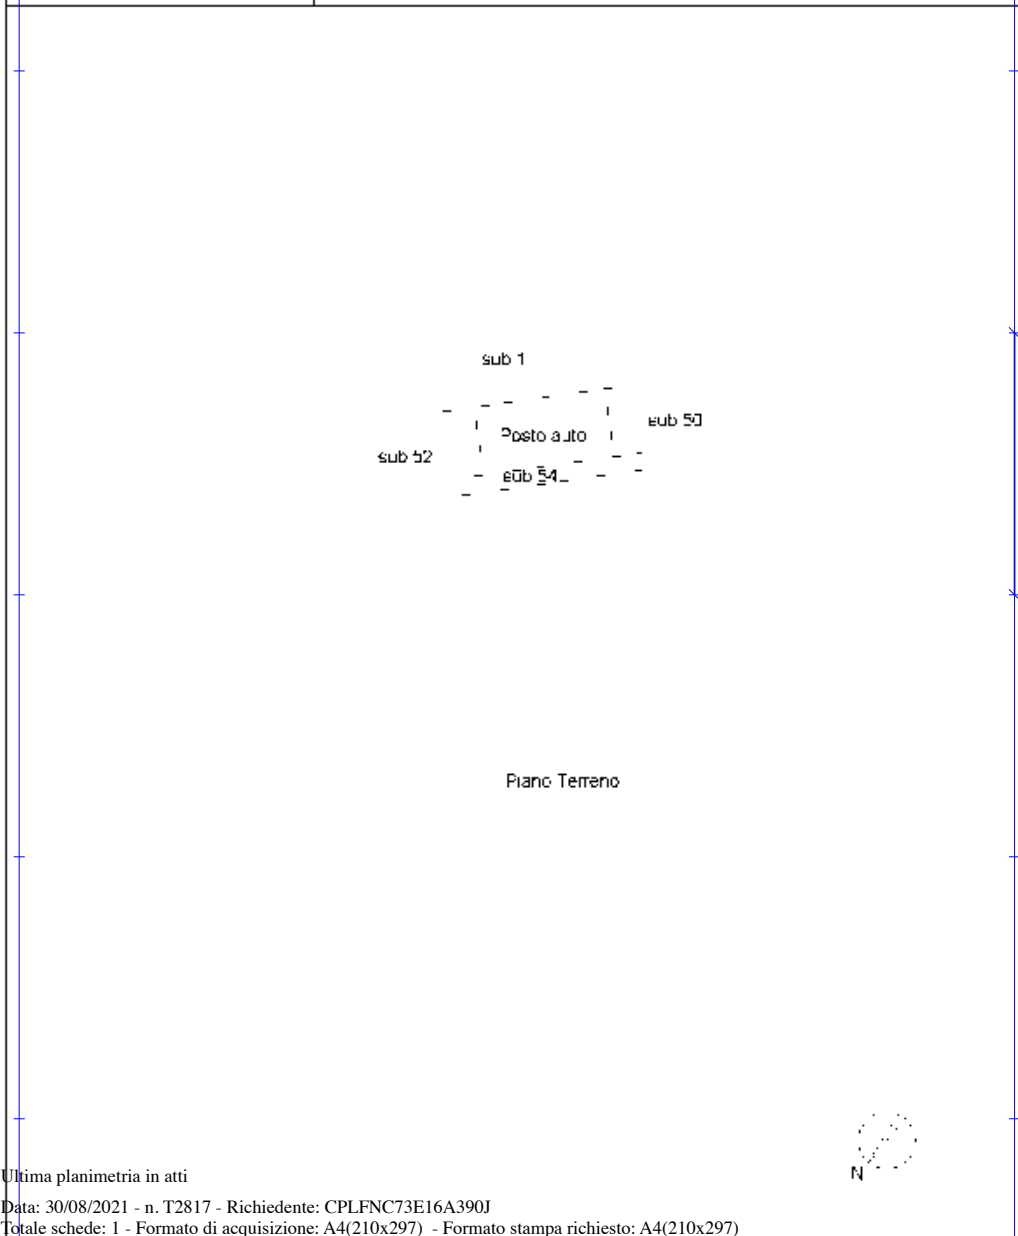 sub 1
sub 50
Posto auto
sub 52
sub 54
Piano Terreno
N
Ultima planimetria in atti
Data: 30/08/2021 - n. T2817 - Richiedente: CPLFNC73E16A390J
Totale schede: 1 - Formato di acquisizione: A4(210x297) - Formato stampa richiesto: A4(210x297)